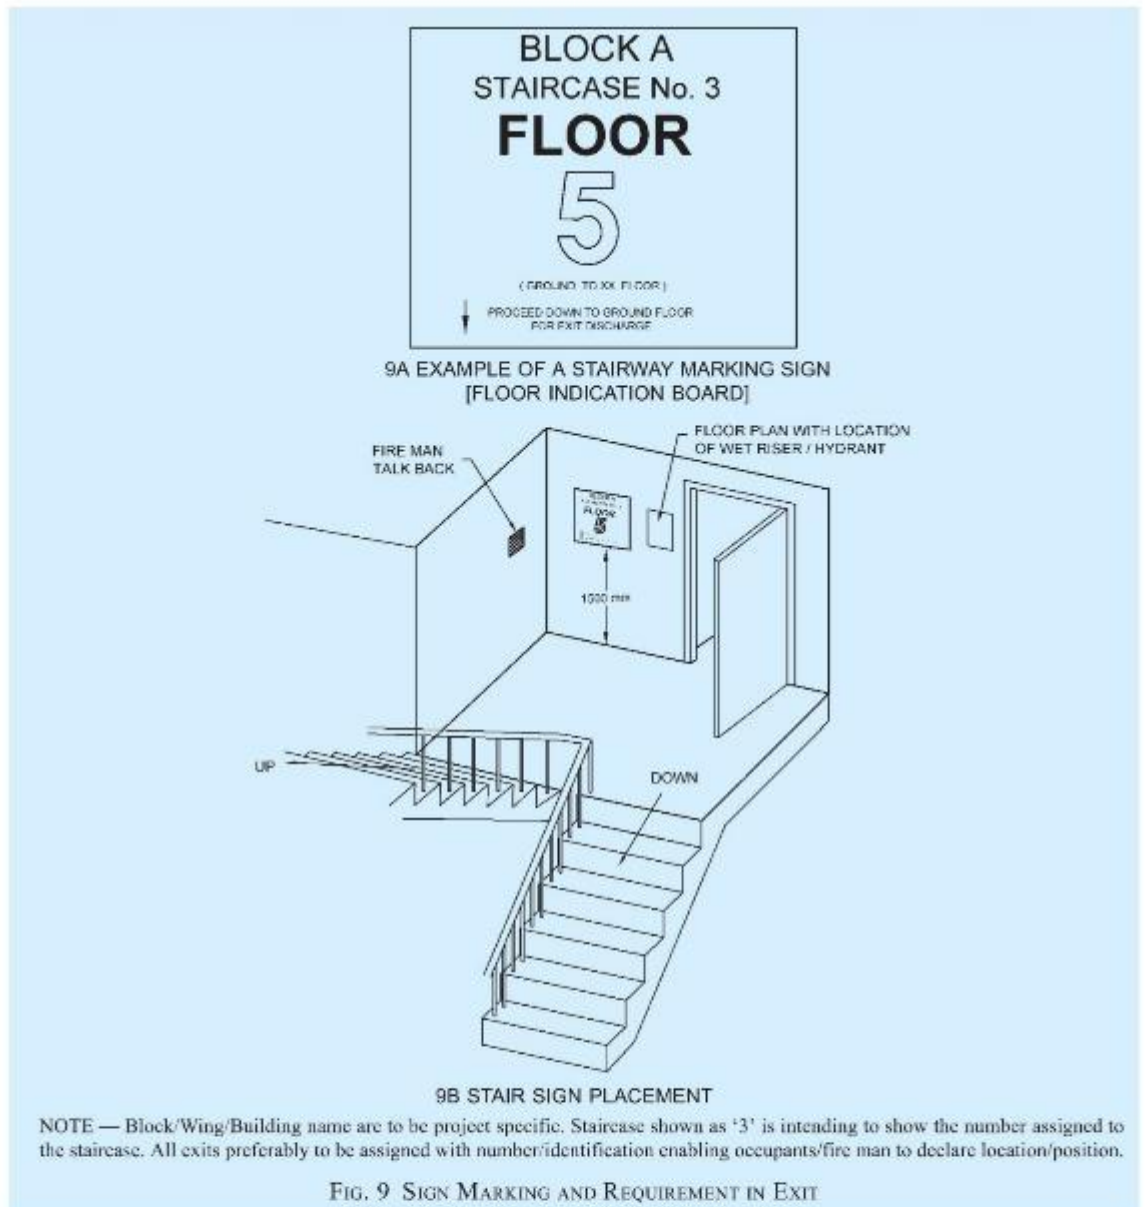 BLOCK A
STAIRCASE No. 3
FLOOR
5
( GROUND TO XX FLOOR )
PROCEED DOWN TO GROUND FLOOR
FOR EXIT DISCHARGE
9A EXAMPLE OF A STAIRWAY MARKING SIGN
[FLOOR INDICATION BOARD]
FIRE MAN
TALK BACK
FLOOR PLAN WITH LOCATION
OF WET RISER / HYDRANT
FLOOR
5
1500 mm
UP
DOWN
9B STAIR SIGN PLACEMENT
NOTE — Block/Wing/Building name are to be project specific. Staircase shown as ‘3’ is intending to show the number assigned to
the staircase. All exits preferably to be assigned with number/identification enabling occupants/fire man to declare location/position.
FIG. 9 SIGN MARKING AND REQUIREMENT IN EXIT